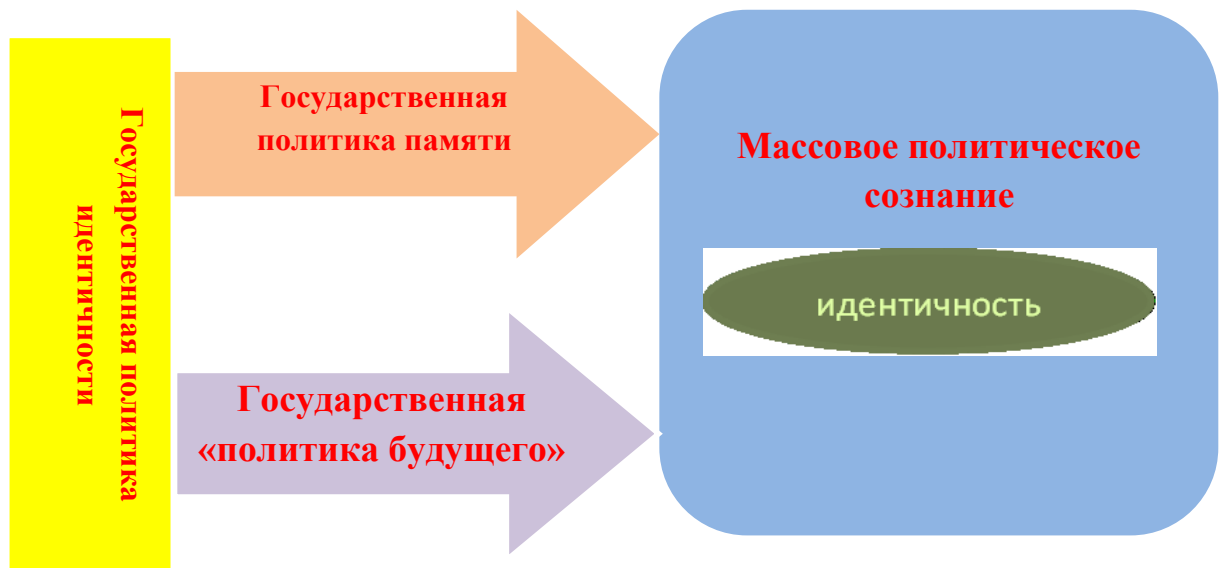 Государственная политика
идентичности
Государственная
политика памяти
Государственная
«политика будущего»
Массовое политическое
сознание
идентичность